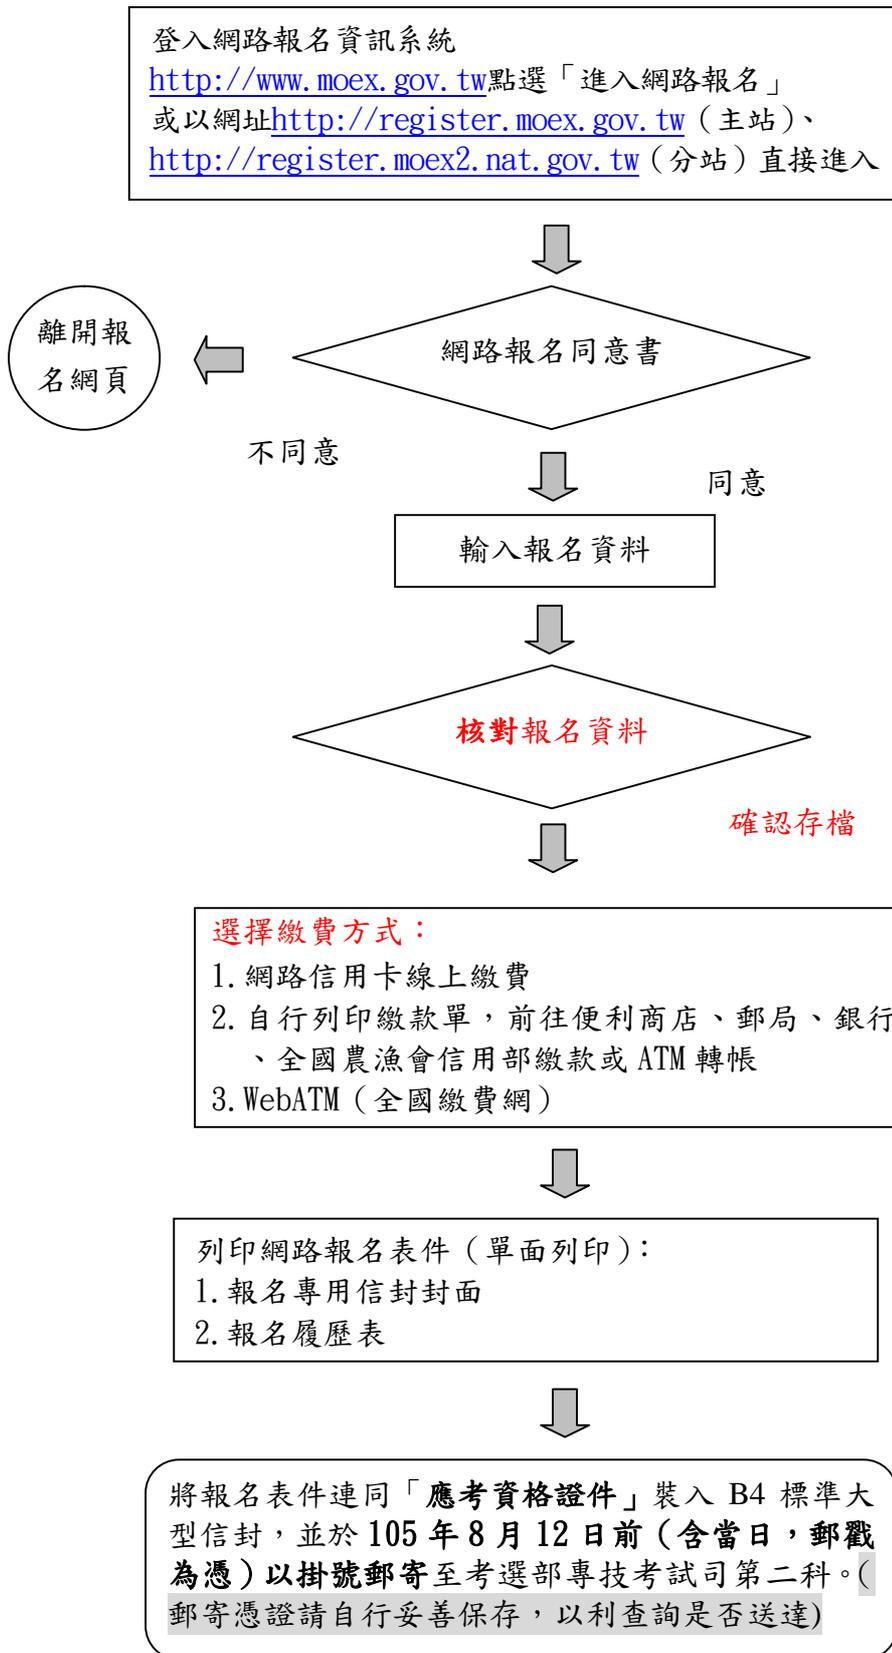 登入網路報名資訊系統
http://www.moex.gov.tw點選「進入網路報名」
或以網址http://register.moex.gov.tw（主站）、
http://register.moex2.nat.gov.tw（分站）直接進入
離開報
名網頁
網路報名同意書
不同意
同意
輸入報名資料
核對報名資料
確認存檔
選擇繳費方式：
1.網路信用卡線上繳費
2.自行列印繳款單，前往便利商店、郵局、銀行
、全國農漁會信用部繳款或 ATM 轉帳
3.WebATM（全國繳費網）
列印網路報名表件（單面列印）：
1.報名專用信封封面
2.報名履歷表
將報名表件連同「應考資格證件」裝入 B4 標準大
型信封，並於 105 年 8 月 12 日前（含當日，郵戳
為憑）以掛號郵寄至考選部專技考試司第二科。(
郵寄憑證請自行妥善保存，以利查詢是否送達)